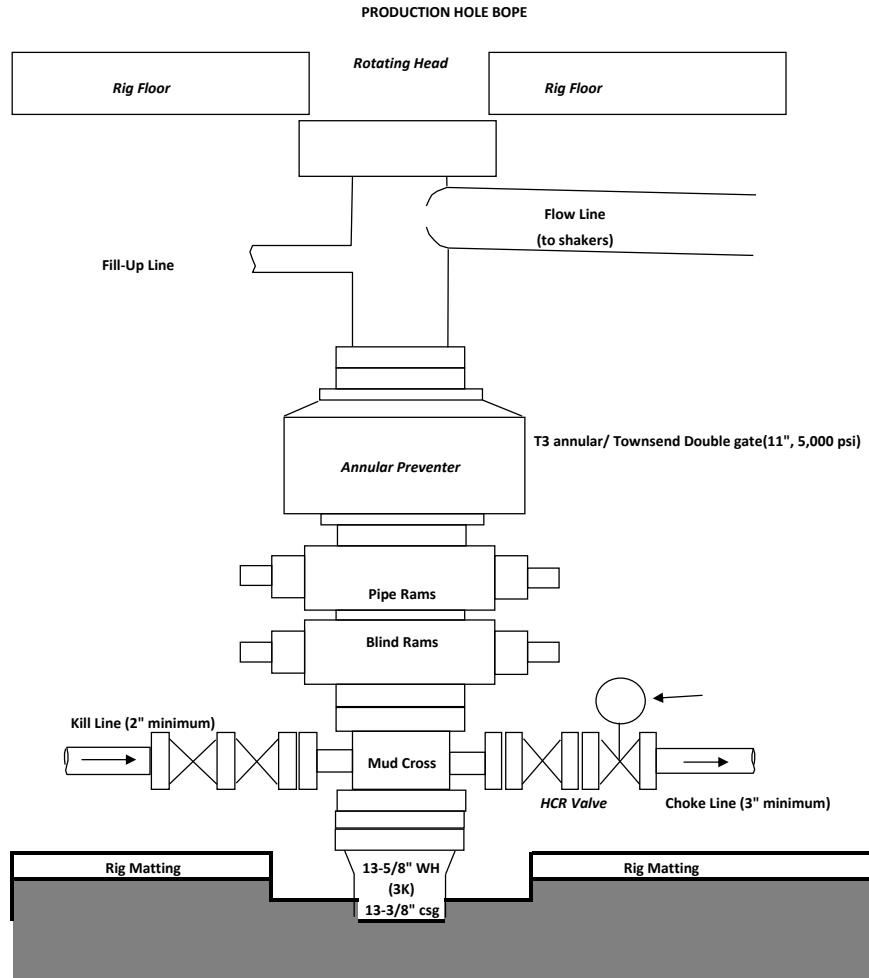 PRODUCTION HOLE BOPE
Rotating Head
Rig Floor
Rig Floor
Flow Line
(to shakers)
Fill-Up Line
T3 annular/ Townsend Double gate(11", 5,000 psi)
Annular Preventer
Pipe Rams
Blind Rams
Kill Line (2" minimum)
Mud Cross
HCR Valve
Choke Line (3" minimum)
Rig Matting
13-5/8" WH
(3K)
13-3/8" csg
Rig Matting